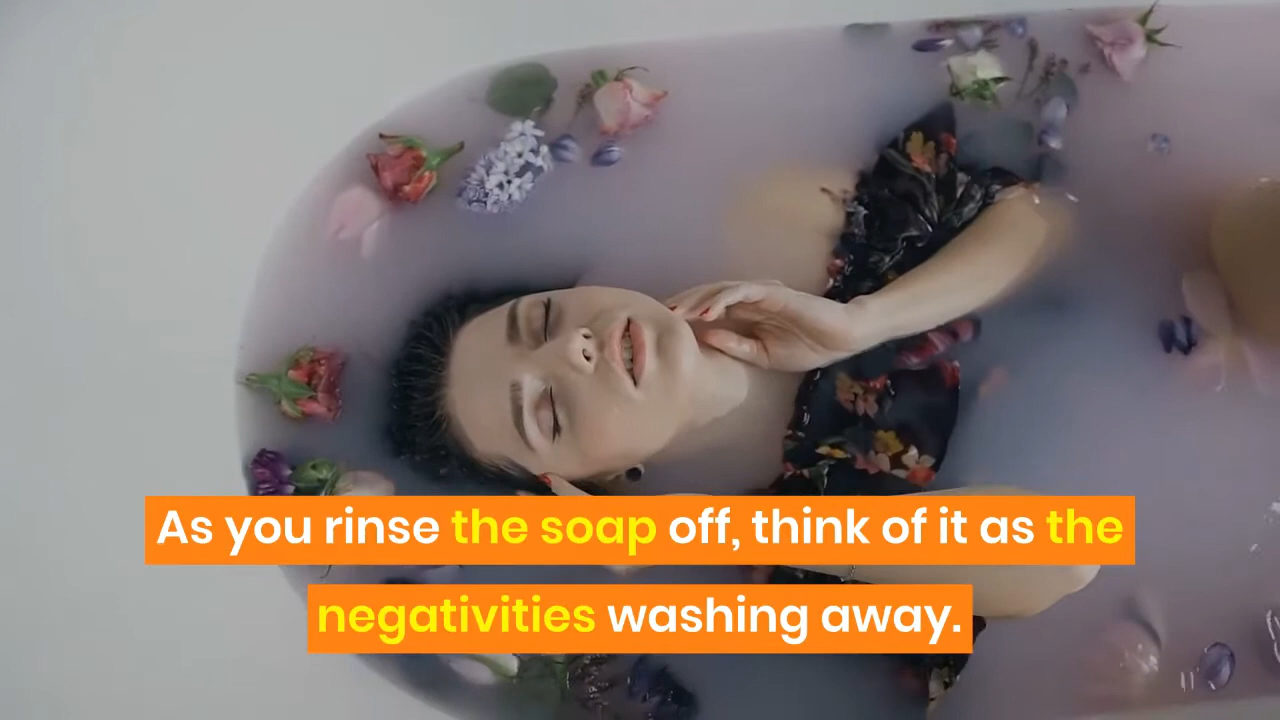 As you rinse the soap off, think of it as the
negativities washing away.